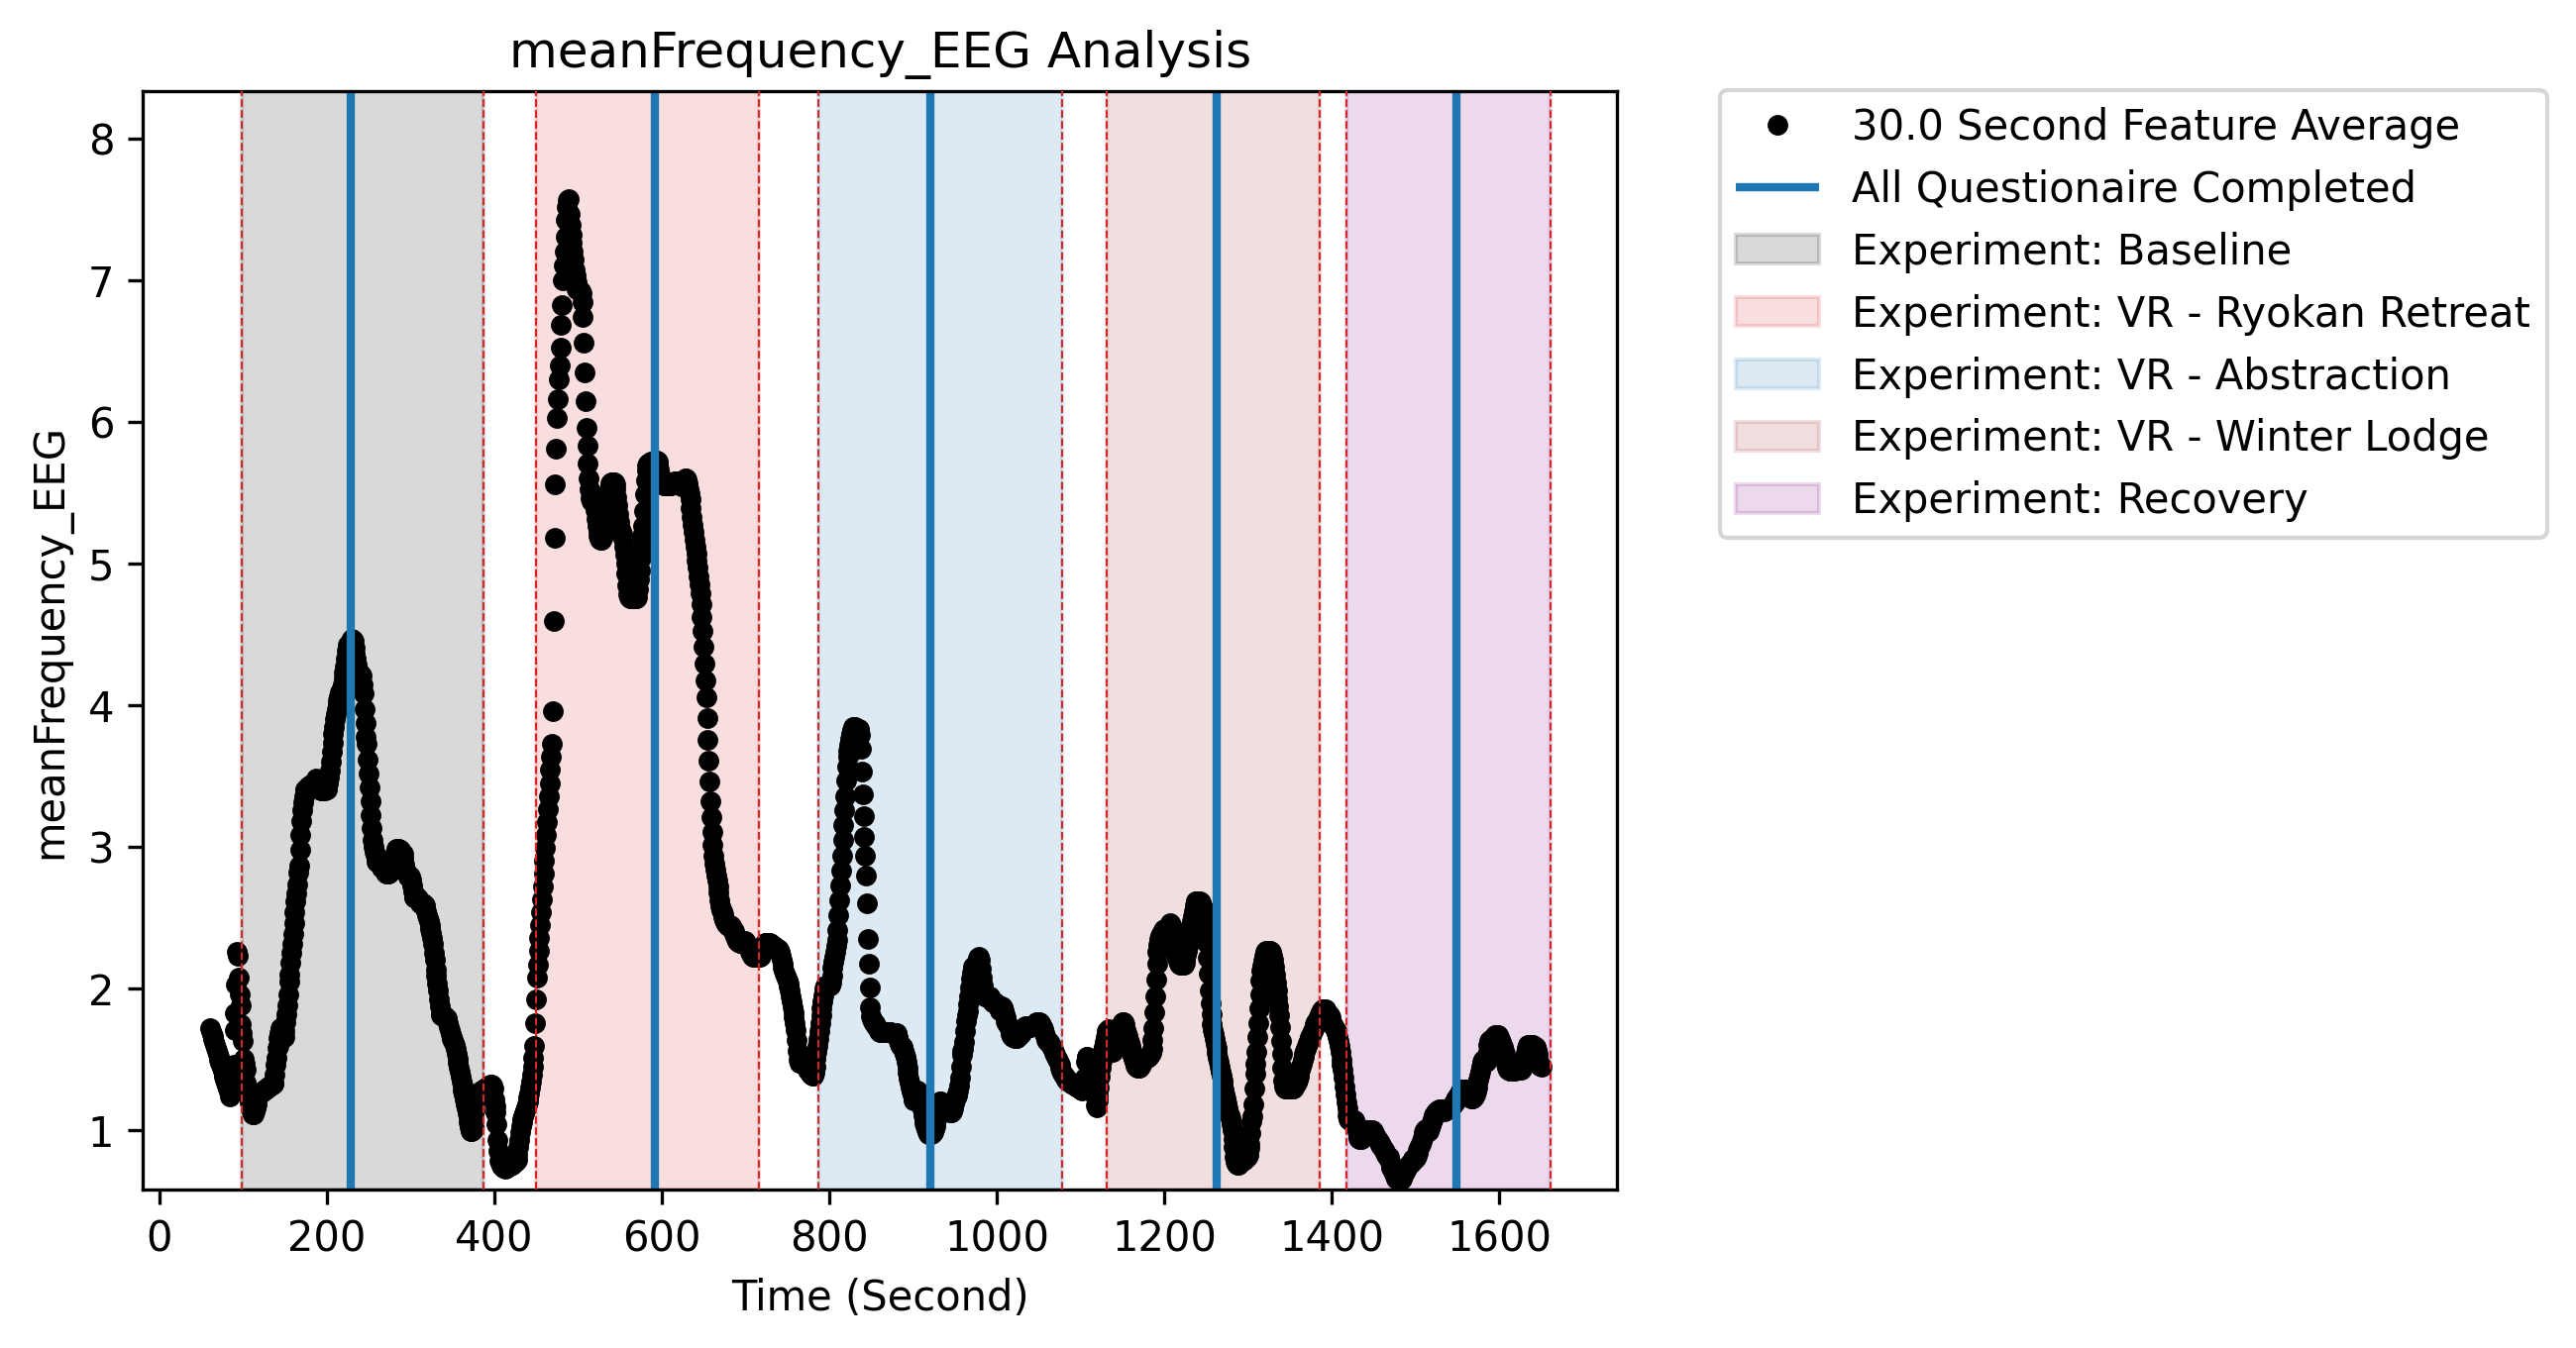 meanFrequency_EEG Analysis
8
7
6
5
4
3
2
1
meanFrequency_EEG
0 200 400 600 800 1000 1200 1400 1600
Time (Second)
30.0 Second Feature Average
All Questionaire Completed
Experiment: Baseline
Experiment: VR - Ryokan Retreat
Experiment: VR - Abstraction
Experiment: VR - Winter Lodge
Experiment: Recovery